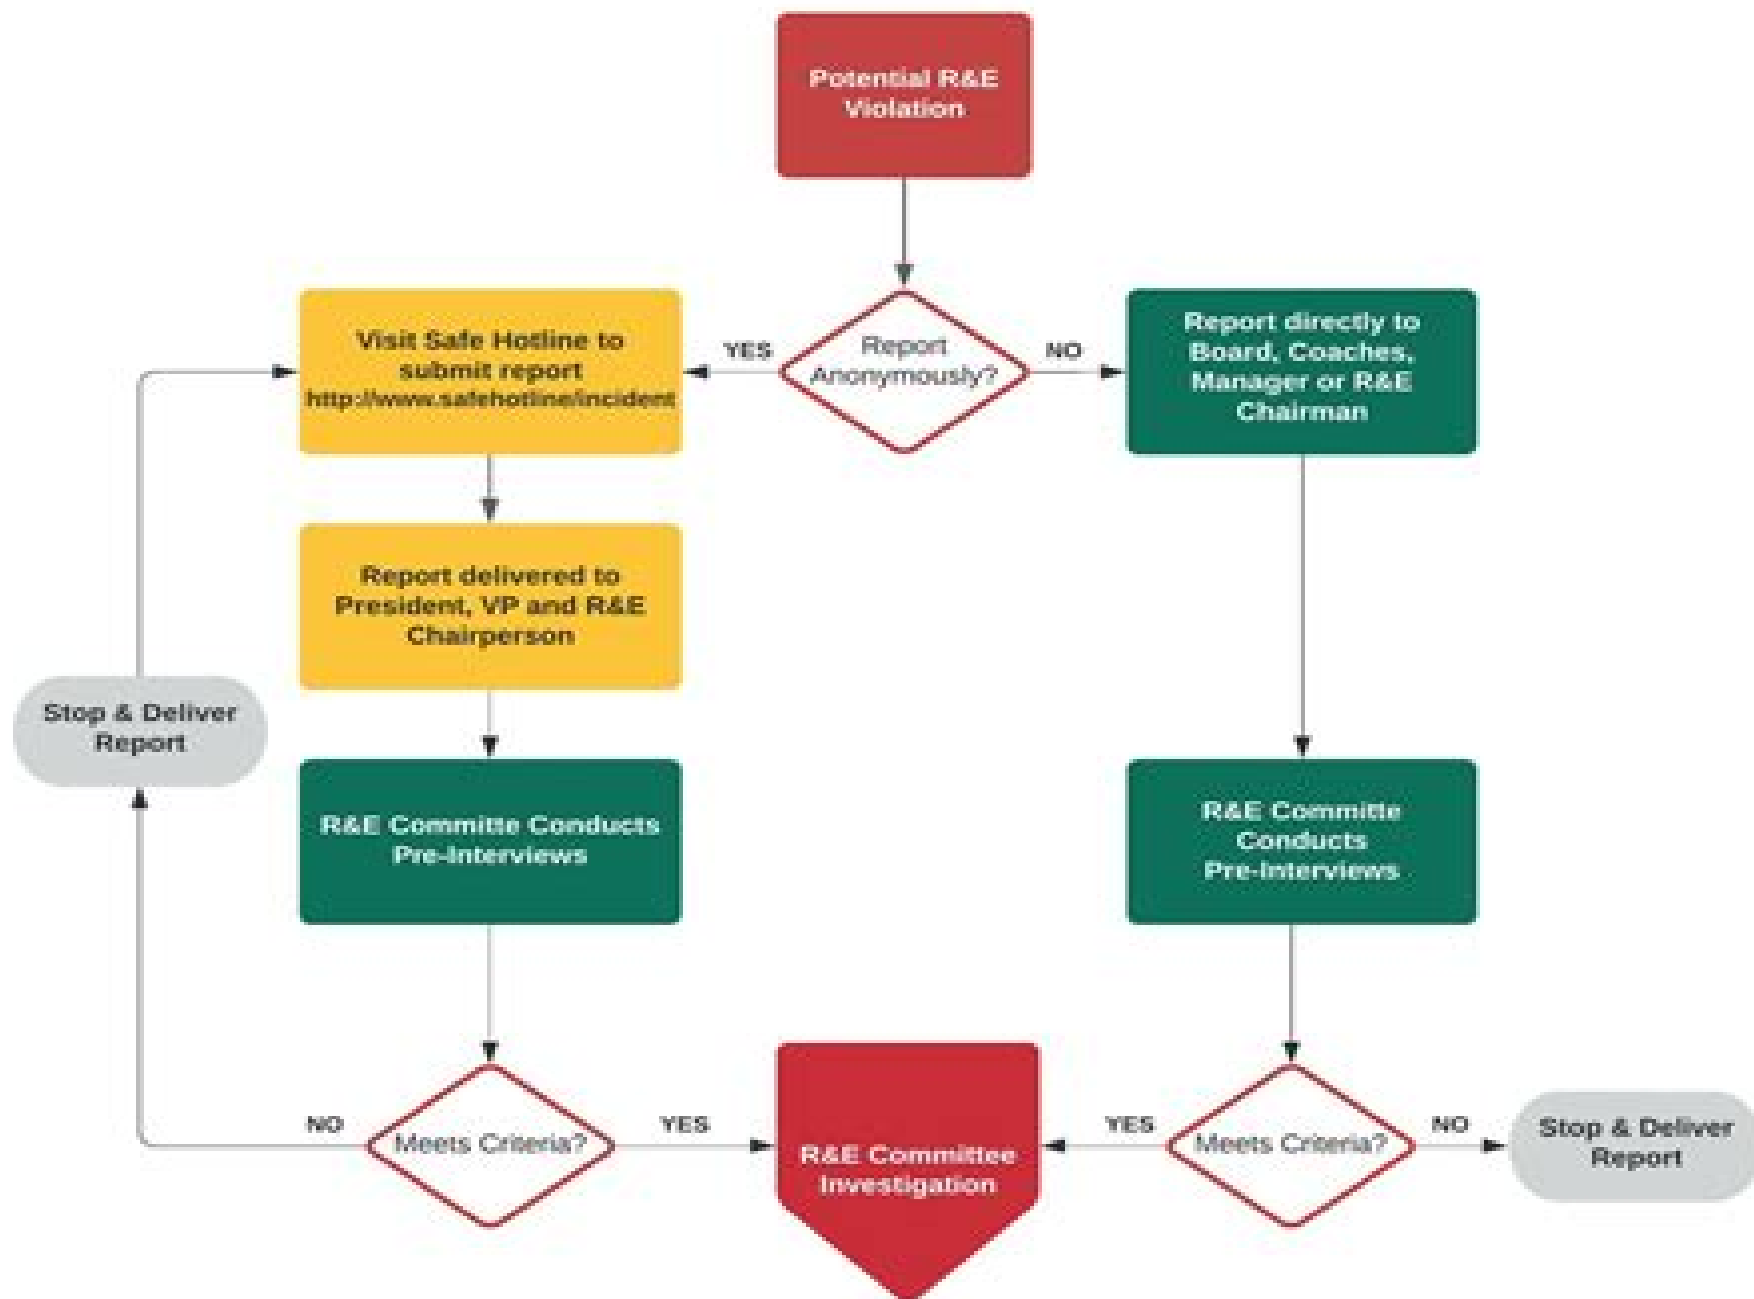 Potential R&E
Violation
Report
Anonymously?
YES
NO
Visit Safe Hotline to
submit report
http://www.safehotline/incident
Report directly to
Board, Coaches,
Manager or R&E
Chairman
Report delivered to
President, VP and R&E
Chairperson
Stop & Deliver
Report
R&E Committe Conducts
Pre-Interviews
R&E Committe
Conducts
Pre-Interviews
NO
Meets Criteria?
YES
R&E Committee
Investigation
YES
Meets Criteria?
NO
Stop & Deliver
Report